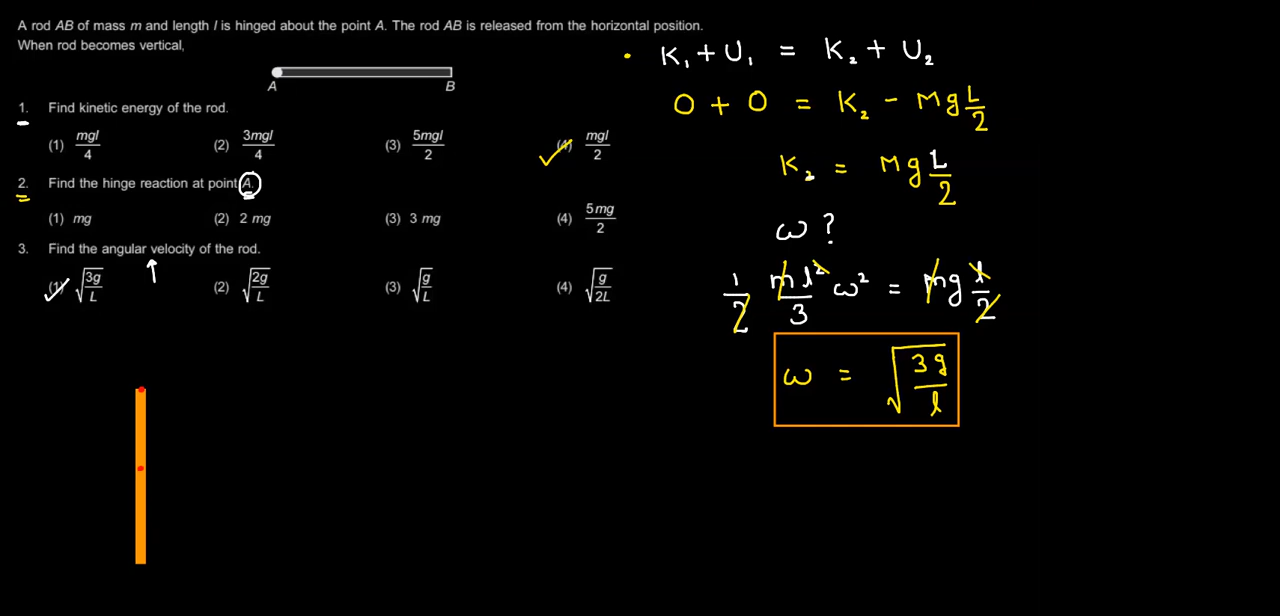 A rod AB of mass m and length l is hinged about the point A. The rod AB is released from the horizontal position.
When rod becomes vertical,
A B
1. Find kinetic energy of the rod.
(1) mgl/4 (2) 3mgl/4 (3) 5mgl/2 (4) mgl/2
2. Find the hinge reaction at point A.
(1) mg (2) 2 mg (3) 3 mg (4) 5mg/2
3. Find the angular velocity of the rod.
(1) √(3g/L) (2) √(2g/L) (3) √(g/L) (4) √(g/2L)
K₁ + U₁ = K₂ + U₂
0 + 0 = K₂ - Mg L/2
K₂ = Mg L/2
ω ?
1/2 ml²/3 ω² = mg l/2
ω = √(3g/l)